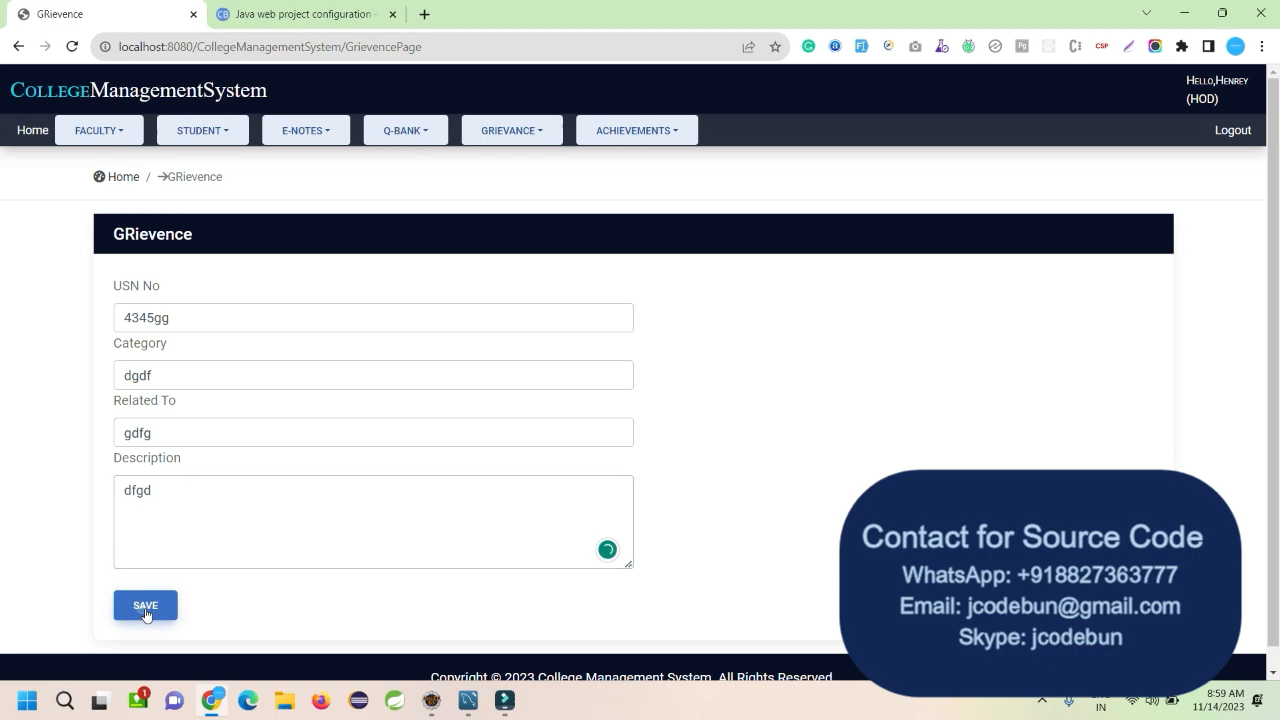 GRievence
Java web project configuration -
localhost:8080/CollegeManagementSystem/GrievencePage
COLLEGEManagementSystem
HELLO,HENREY
(HOD)
Home FACULTY STUDENT E-NOTES Q-BANK GRIEVANCE ACHIEVEMENTS Logout
Home / GRievence
GRievence
USN No
4345gg
Category
dgdf
Related To
gdfg
Description
dfgd
SAVE
Contact for Source Code
WhatsApp: +918827363777
Email: jcodebun@gmail.com
Skype: jcodebun
Copyright © 2023 College Management System. All Rights Reserved
1
IN
8:59 AM
11/14/2023